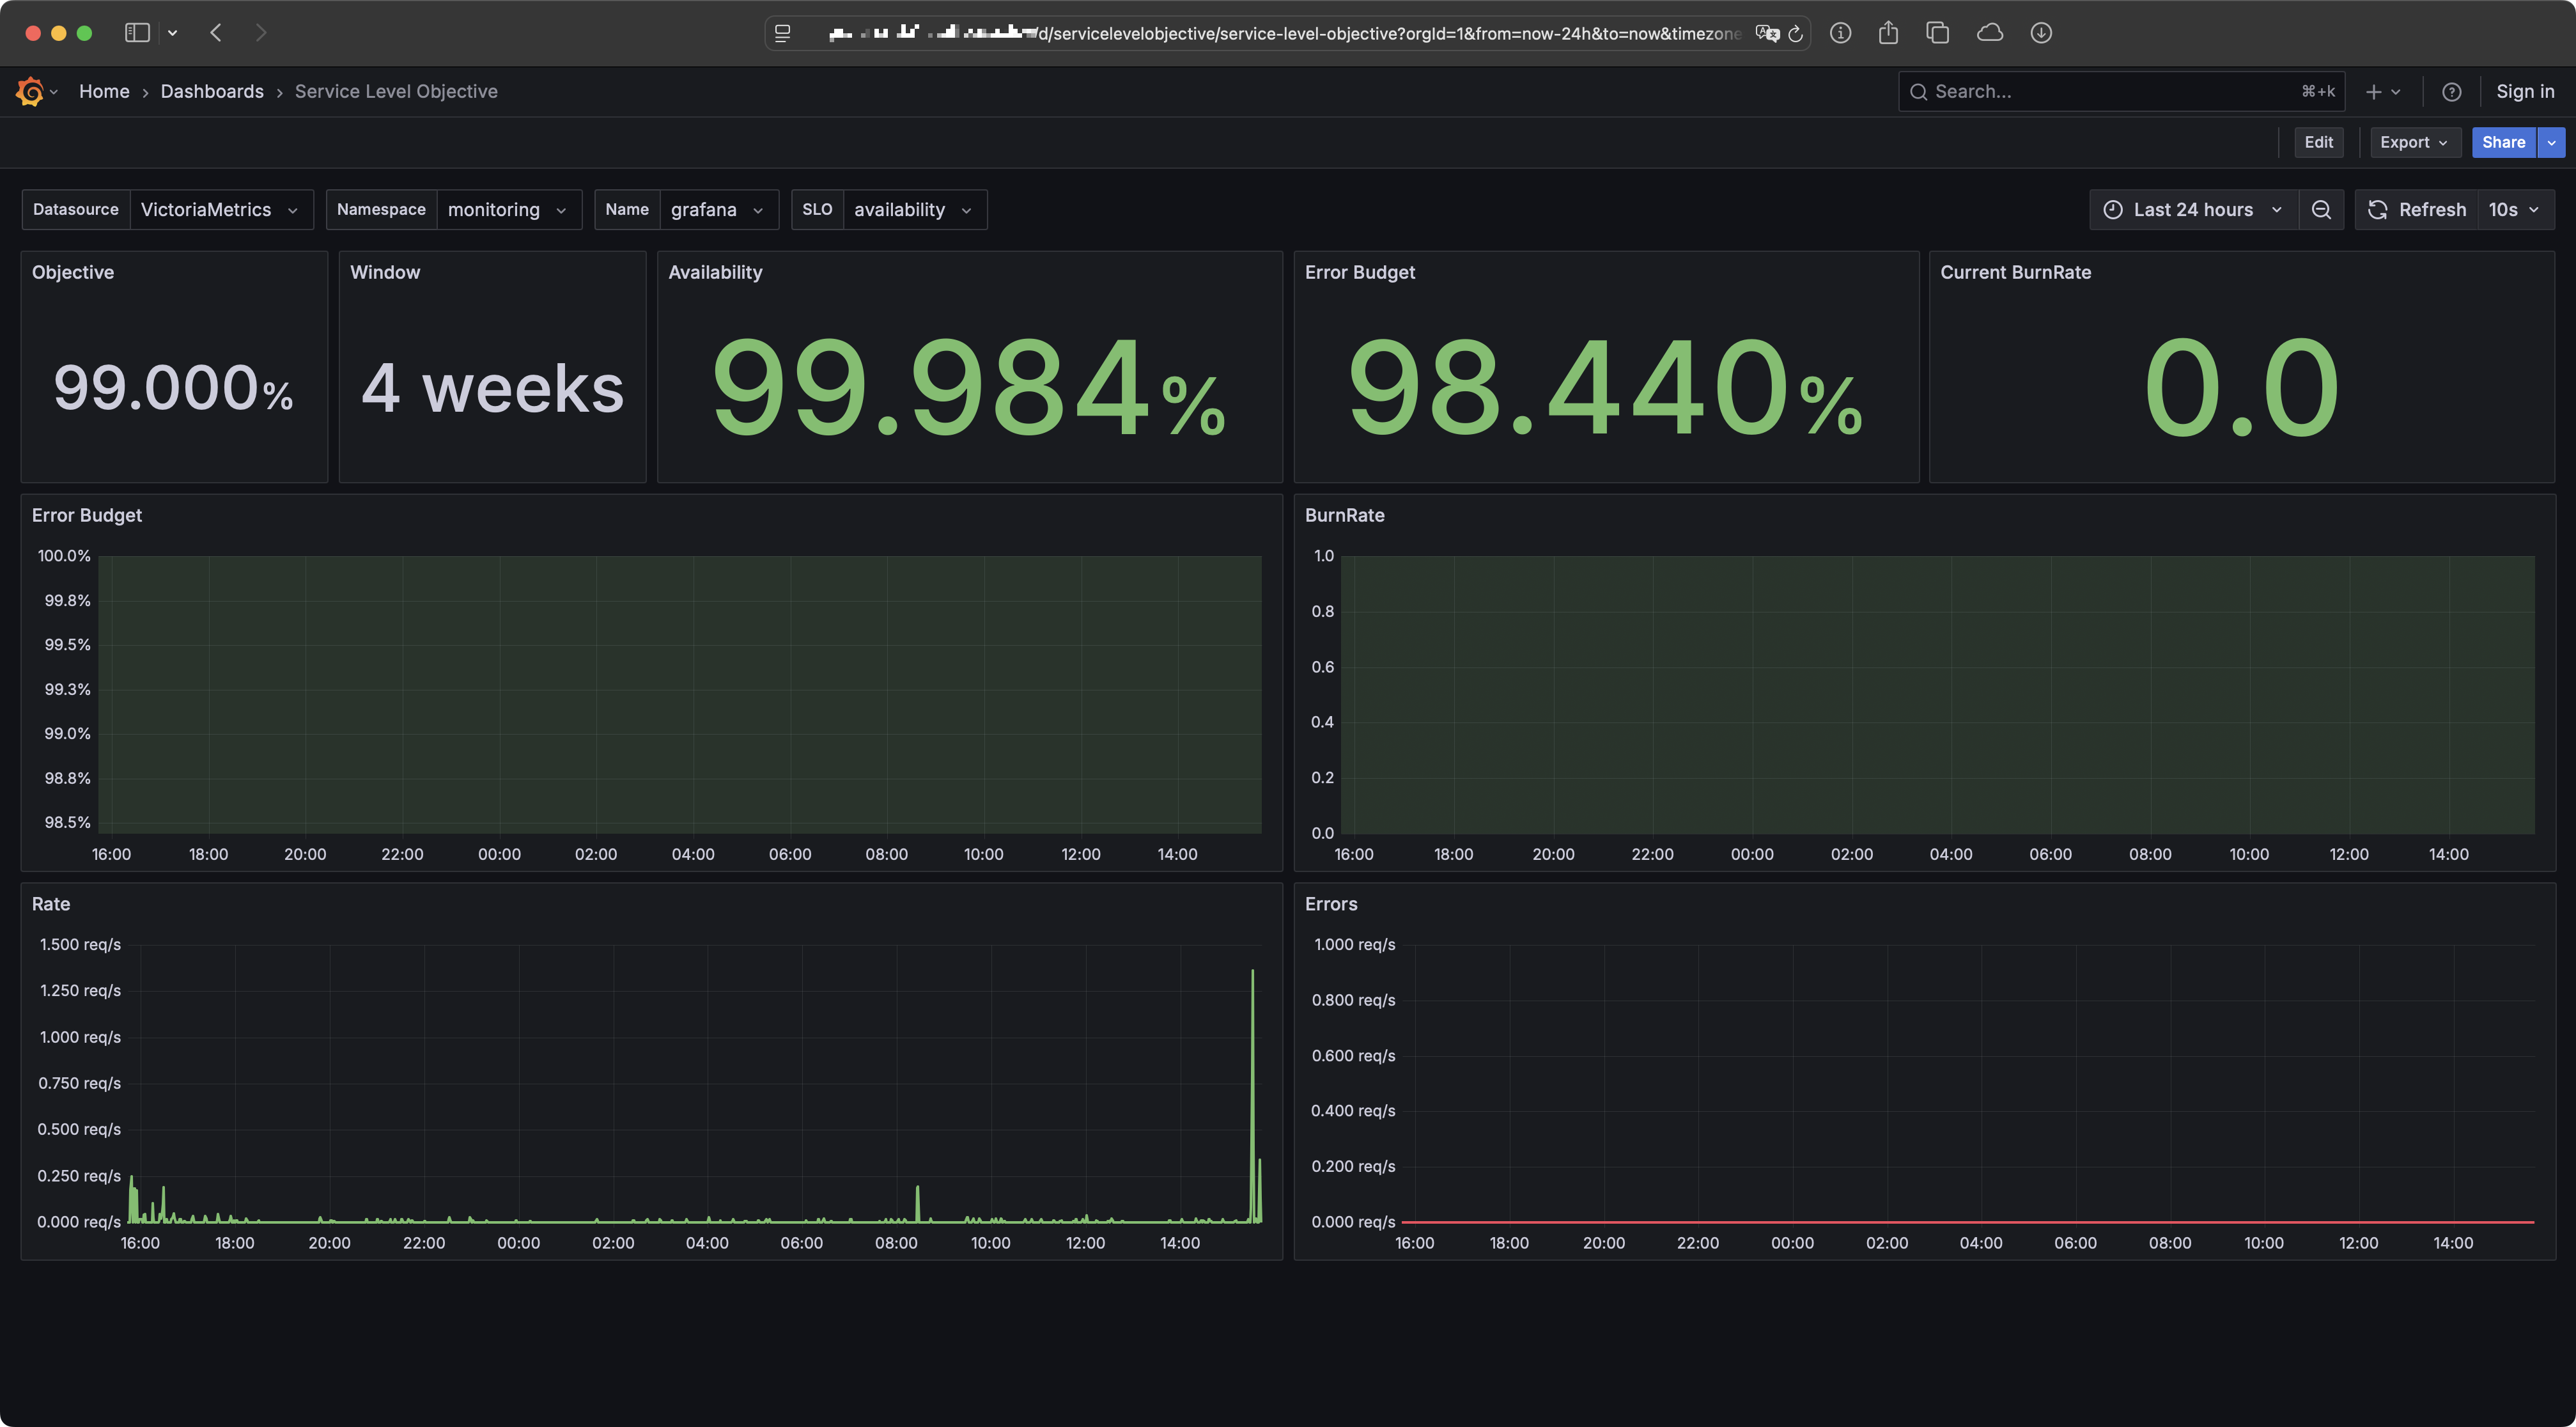 /d/servicelevelobjective/service-level-objective?orgId=1&from=now-24h&to=now&timezone
Home › Dashboards › Service Level Objective
Search... ⌘+k
Sign in
Edit Export Share
Datasource VictoriaMetrics Namespace monitoring Name grafana SLO availability
Last 24 hours Refresh 10s
Objective
99.000%
Window
4 weeks
Availability
99.984%
Error Budget
98.440%
Current BurnRate
0.0
Error Budget
100.0%
99.8%
99.5%
99.3%
99.0%
98.8%
98.5%
16:00 18:00 20:00 22:00 00:00 02:00 04:00 06:00 08:00 10:00 12:00 14:00
BurnRate
1.0
0.8
0.6
0.4
0.2
0.0
16:00 18:00 20:00 22:00 00:00 02:00 04:00 06:00 08:00 10:00 12:00 14:00
Rate
1.500 req/s
1.250 req/s
1.000 req/s
0.750 req/s
0.500 req/s
0.250 req/s
0.000 req/s
16:00 18:00 20:00 22:00 00:00 02:00 04:00 06:00 08:00 10:00 12:00 14:00
Errors
1.000 req/s
0.800 req/s
0.600 req/s
0.400 req/s
0.200 req/s
0.000 req/s
16:00 18:00 20:00 22:00 00:00 02:00 04:00 06:00 08:00 10:00 12:00 14:00